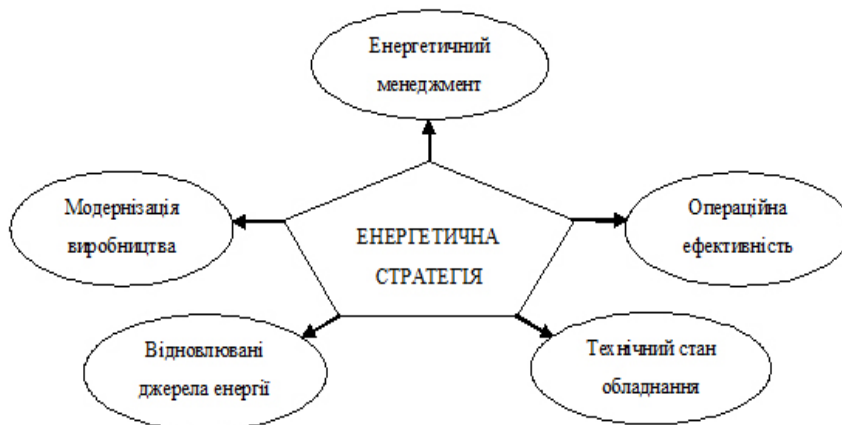 Енергетичний
менеджмент
Модернізація
виробництва
Операційна
ефективність
ЕНЕРГЕТИЧНА
СТРАТЕГІЯ
Відновлювані
джерела енергії
Технічний стан
обладнання